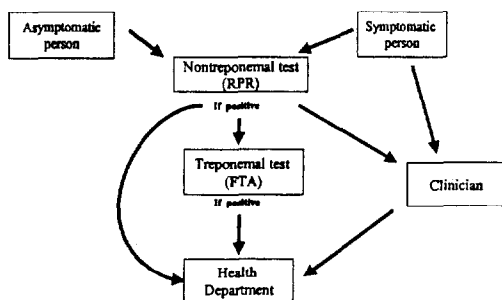 Asymptomatic
person
Symptomatic
person
Nontreponemal test
(RPR)
If positive
Treponemal test
(FTA)
If positive
Clinician
Health
Department